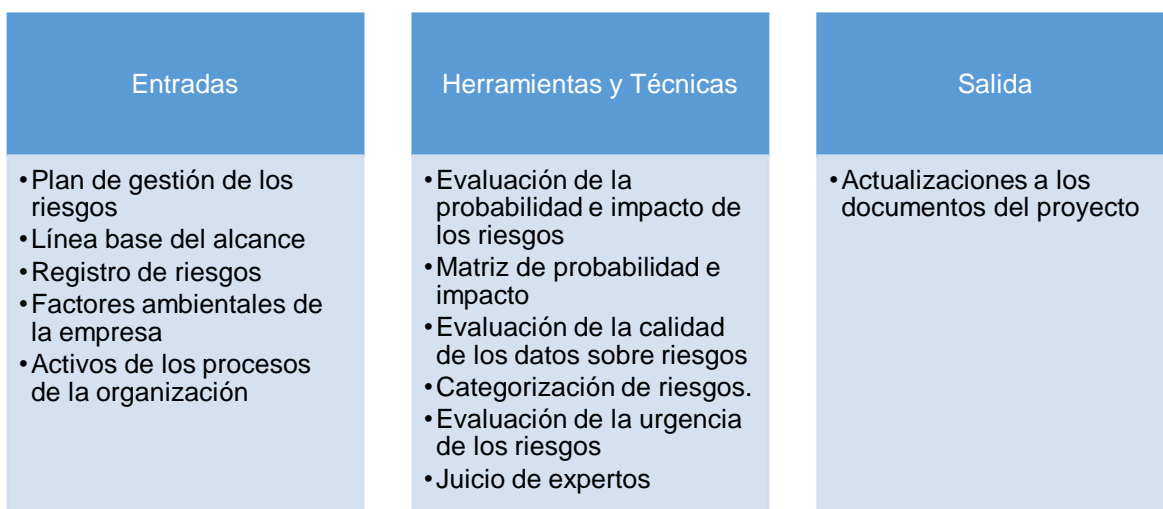 Entradas
•Plan de gestión de los
riesgos
•Línea base del alcance
•Registro de riesgos
•Factores ambientales de
la empresa
•Activos de los procesos
de la organización
Herramientas y Técnicas
•Evaluación de la
probabilidad e impacto de
los riesgos
•Matriz de probabilidad e
impacto
•Evaluación de la calidad
de los datos sobre riesgos
•Categorización de riesgos.
•Evaluación de la urgencia
de los riesgos
•Juicio de expertos
Salida
•Actualizaciones a los
documentos del proyecto